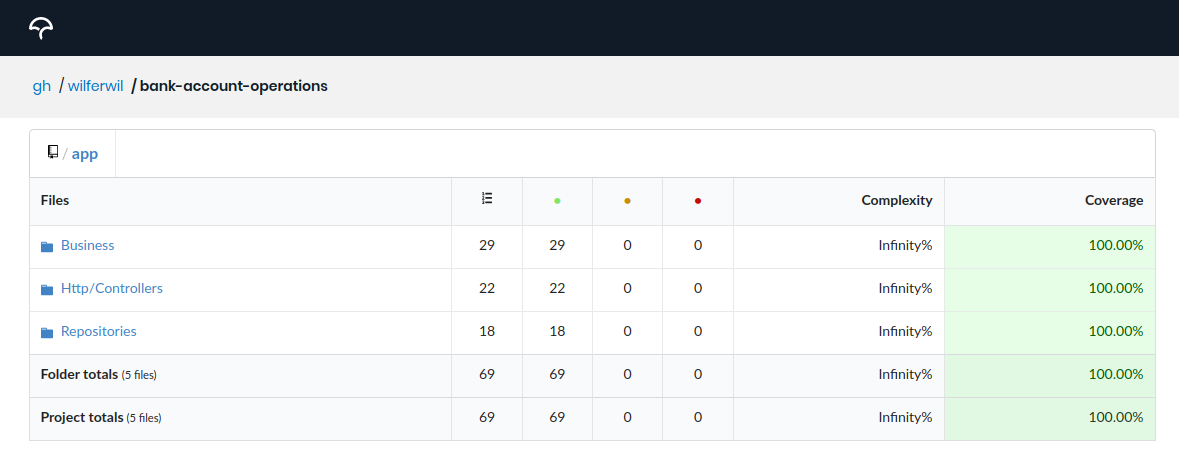 gh / wilferwil / bank-account-operations
/ app
Files Complexity Coverage
Business 29 29 0 0 Infinity% 100.00%
Http/Controllers 22 22 0 0 Infinity% 100.00%
Repositories 18 18 0 0 Infinity% 100.00%
Folder totals (5 files) 69 69 0 0 Infinity% 100.00%
Project totals (5 files) 69 69 0 0 Infinity% 100.00%